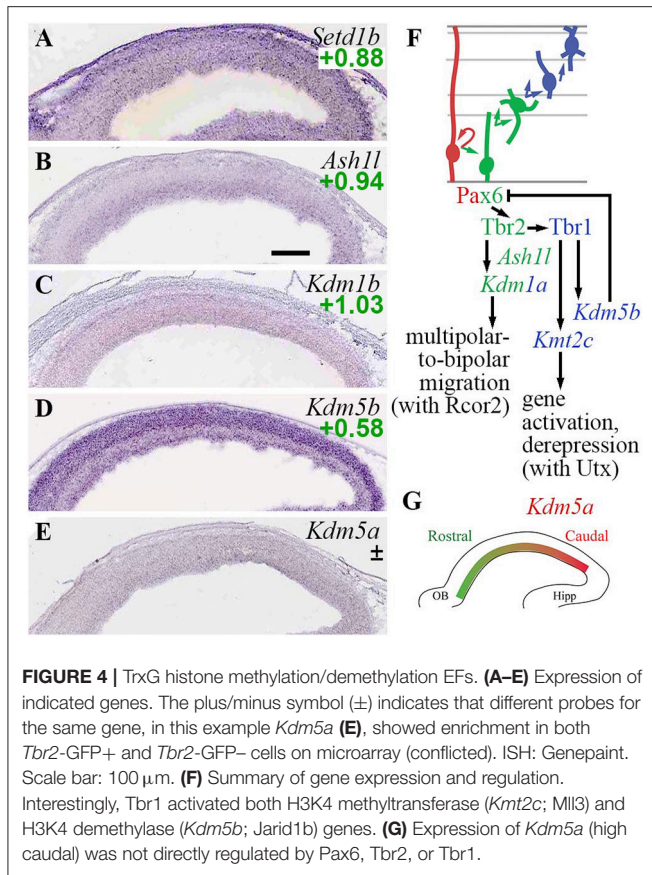 A
Setd1b
+0.88
B
Ash1l
+0.94
C
Kdm1b
+1.03
D
Kdm5b
+0.58
E
Kdm5a
±
F
Pax6
Tbr2
Tbr1
Ash1l
Kdm1a
Kdm5b
Kmt2c
multipolar-
to-bipolar
migration
(with Rcor2)
gene
activation,
derepression
(with Utx)
G
Kdm5a
Rostral
Caudal
OB
Hipp
FIGURE 4 | TrxG histone methylation/demethylation EFs. (A–E) Expression of
indicated genes. The plus/minus symbol (±) indicates that different probes for
the same gene, in this example Kdm5a (E), showed enrichment in both
Tbr2-GFP+ and Tbr2-GFP– cells on microarray (conflicted). ISH: Genepaint.
Scale bar: 100 μm. (F) Summary of gene expression and regulation.
Interestingly, Tbr1 activated both H3K4 methyltransferase (Kmt2c; Mll3) and
H3K4 demethylase (Kdm5b; Jarid1b) genes. (G) Expression of Kdm5a (high
caudal) was not directly regulated by Pax6, Tbr2, or Tbr1.